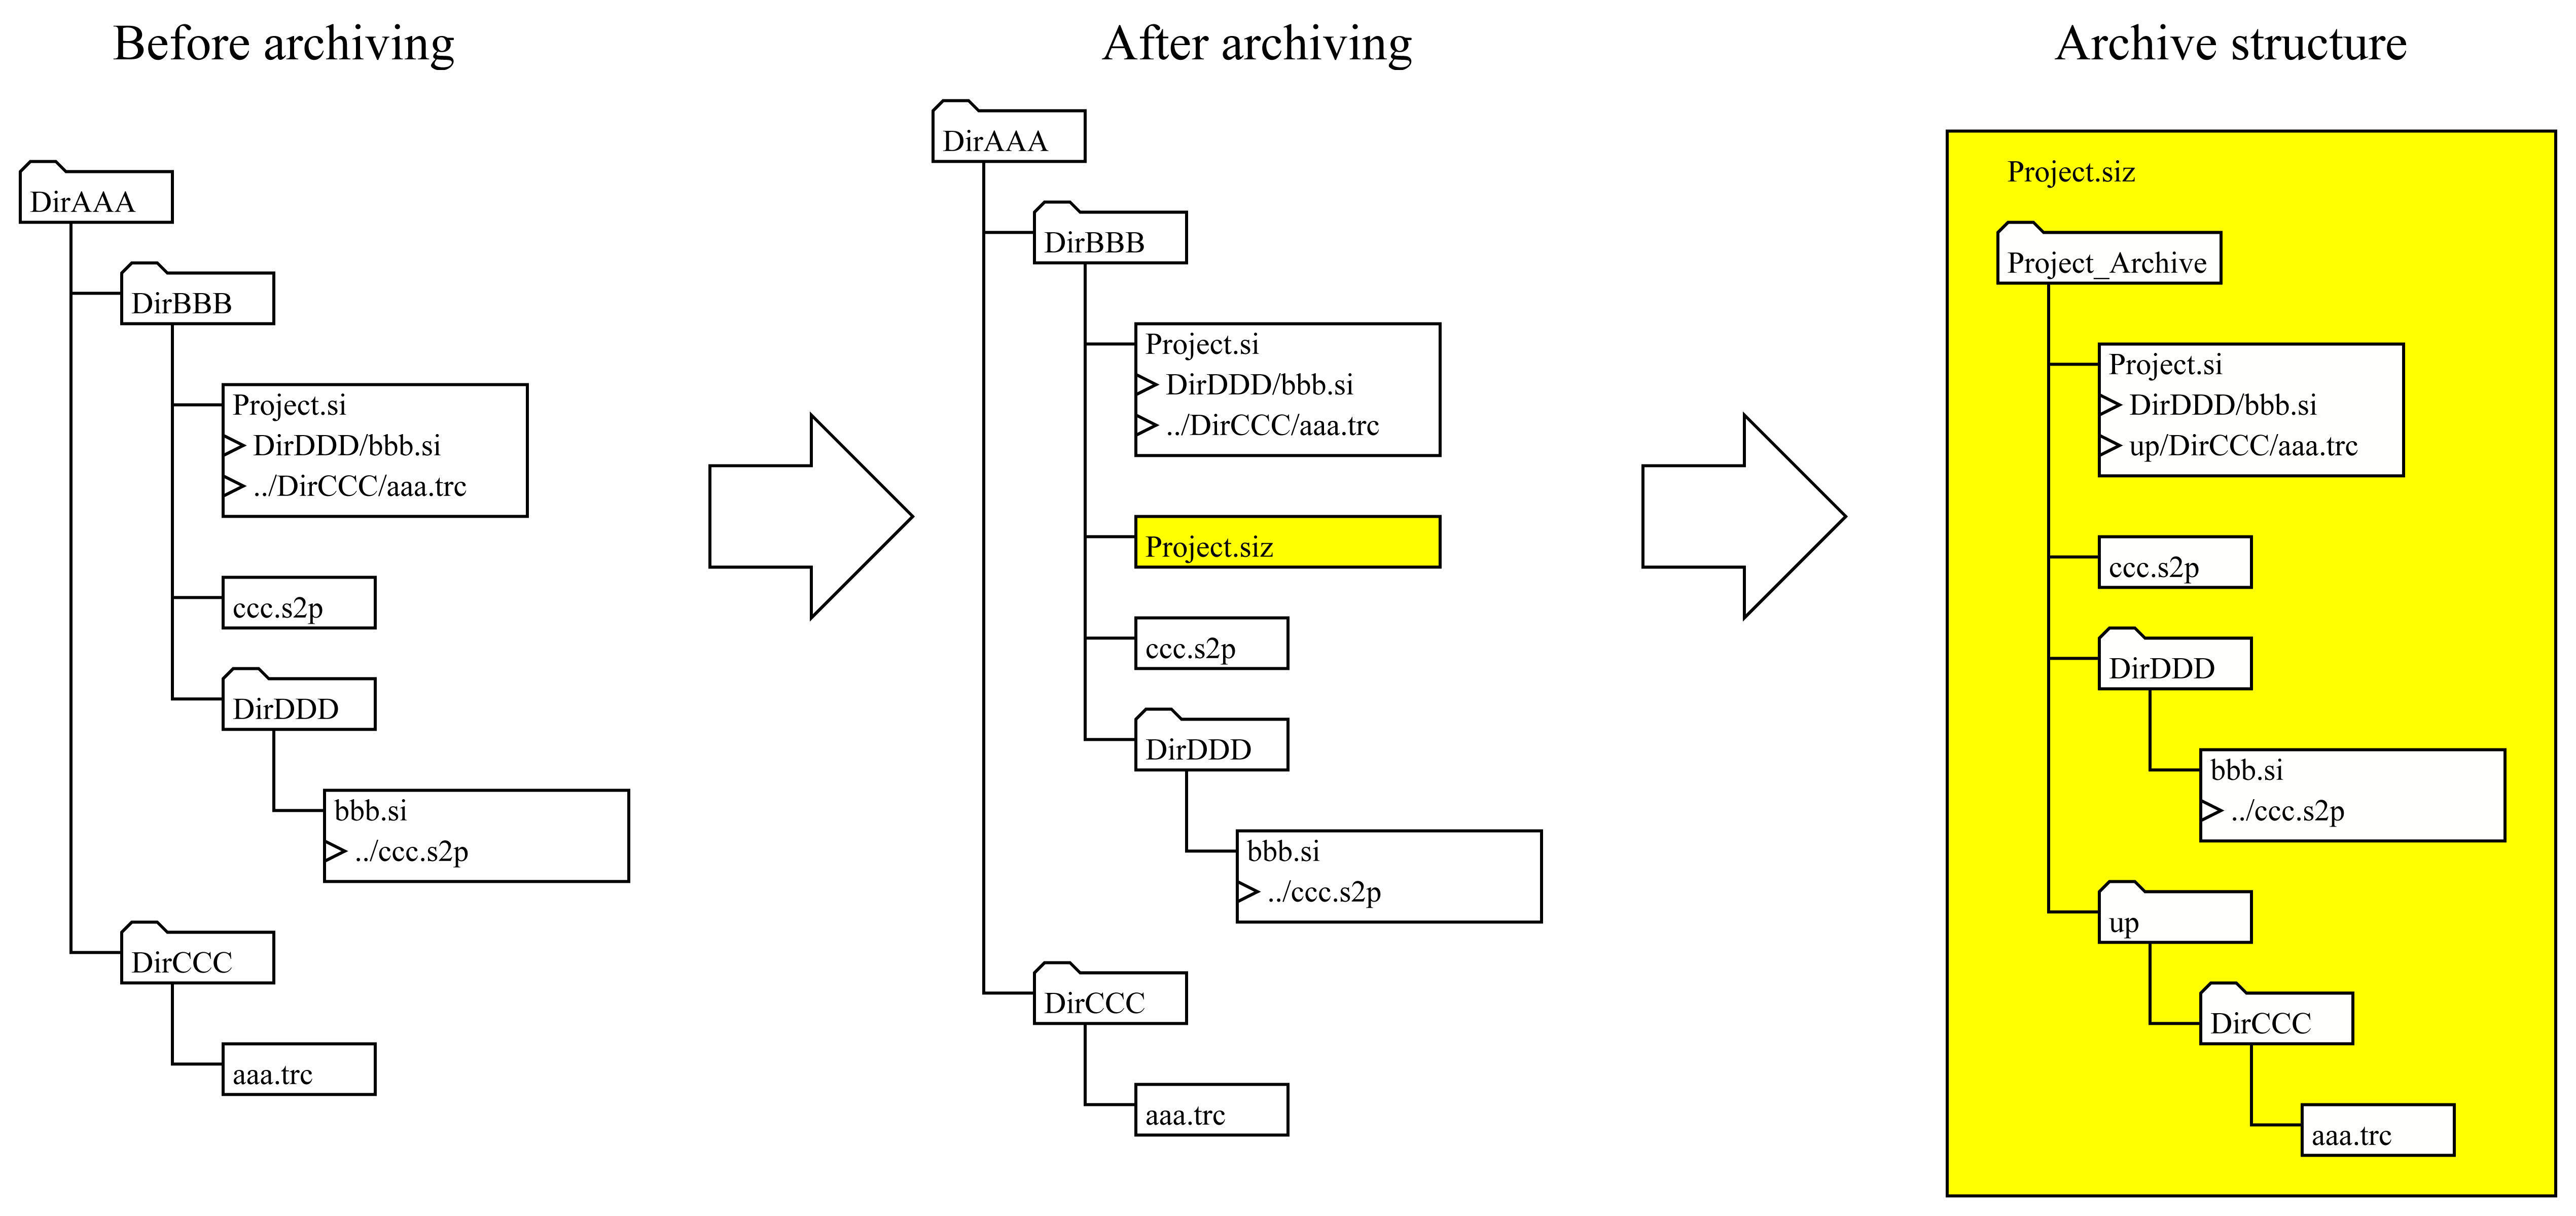 Before archiving
DirAAA
DirBBB
Project.si
DirDDD/bbb.si
../DirCCC/aaa.trc
ccc.s2p
DirDDD
bbb.si
../ccc.s2p
DirCCC
aaa.trc
After archiving
DirAAA
DirBBB
Project.si
DirDDD/bbb.si
../DirCCC/aaa.trc
Project.siz
ccc.s2p
DirDDD
bbb.si
../ccc.s2p
DirCCC
aaa.trc
Archive structure
Project.siz
Project_Archive
Project.si
DirDDD/bbb.si
up/DirCCC/aaa.trc
ccc.s2p
DirDDD
bbb.si
../ccc.s2p
up
DirCCC
aaa.trc